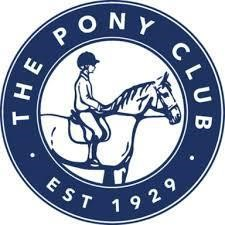 THE PONY CLUB
EST 1929